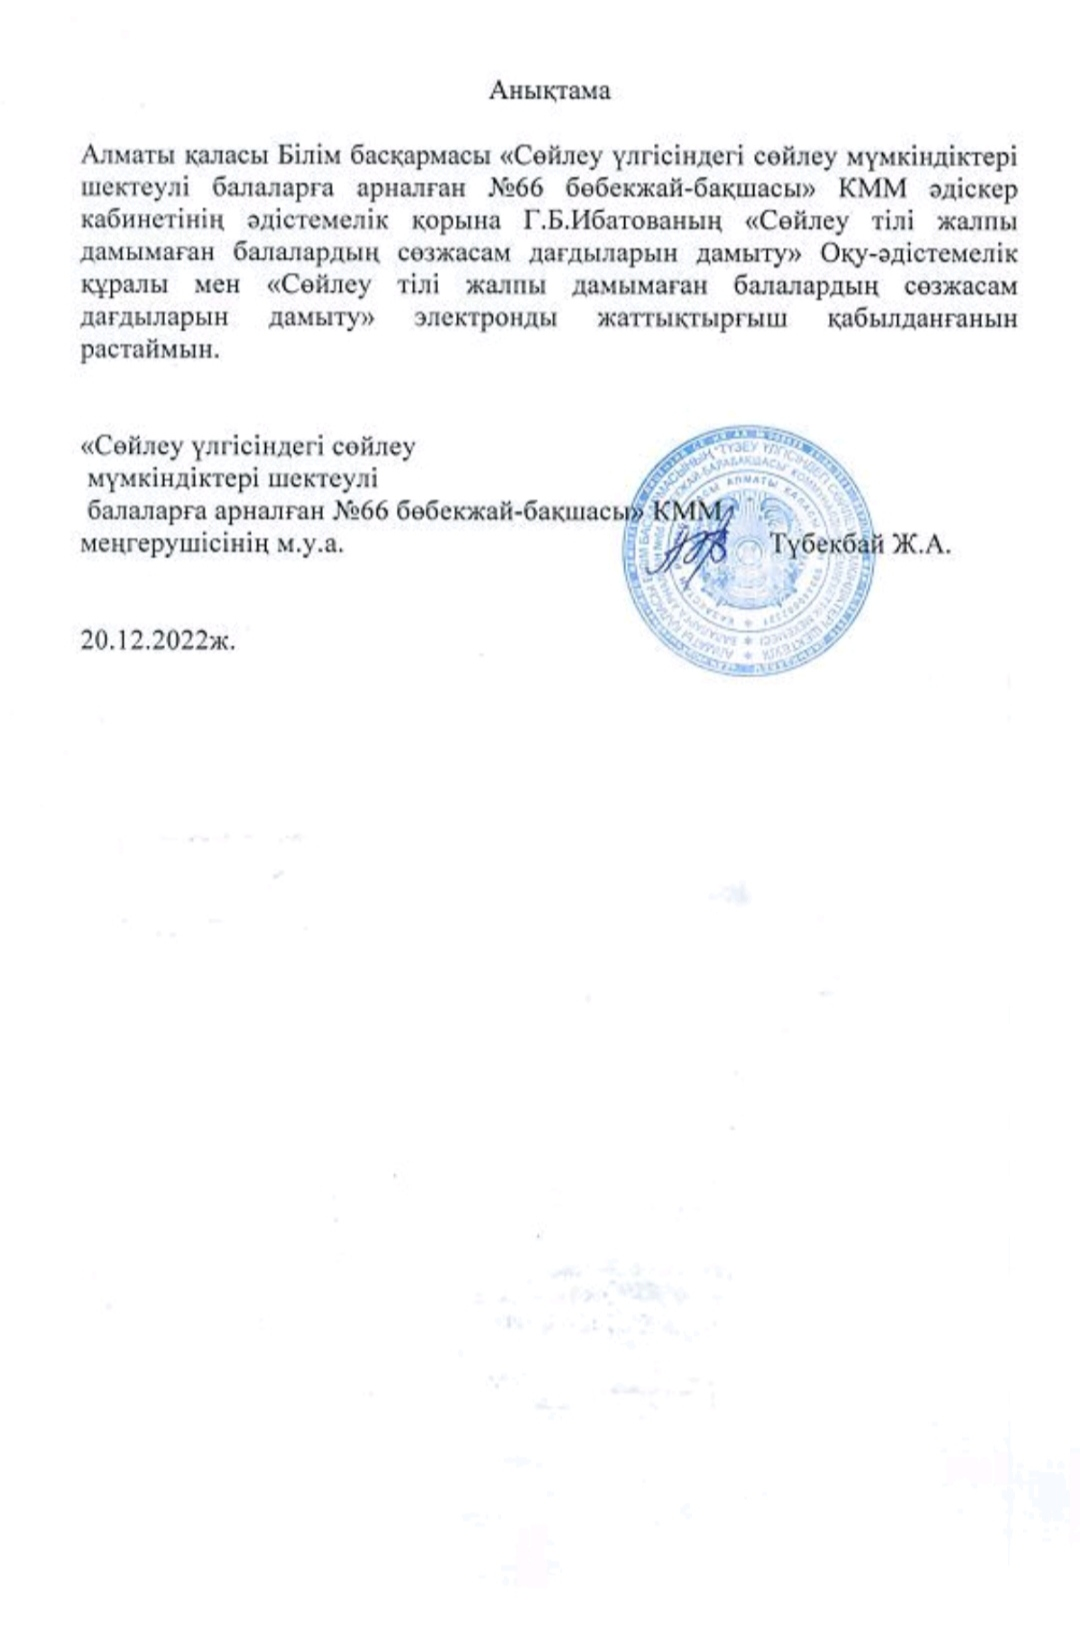 Анықтама
Алматы қаласы Білім басқармасы «Сөйлеу үлгісіндегі сөйлеу мүмкіндіктері
шектеулі балаларға арналған №66 бөбекжай-бақшасы» КММ әдіскер
кабинетінің әдістемелік қорына Г.Б.Ибатованың «Сөйлеу тілі жалпы
дамымаған балалардың сөзжасам дағдыларын дамыту» Оқу-әдістемелік
құралы мен «Сөйлеу тілі жалпы дамымаған балалардың сөзжасам
дағдыларын дамыту» электронды жаттықтырғыш қабылданғанын
растаймын.
«Сөйлеу үлгісіндегі сөйлеу
мүмкіндіктері шектеулі
балаларға арналған №66 бөбекжай-бақшасы» КММ
меңгерушісінің м.у.а. Түбекбай Ж.А.
20.12.2022ж.